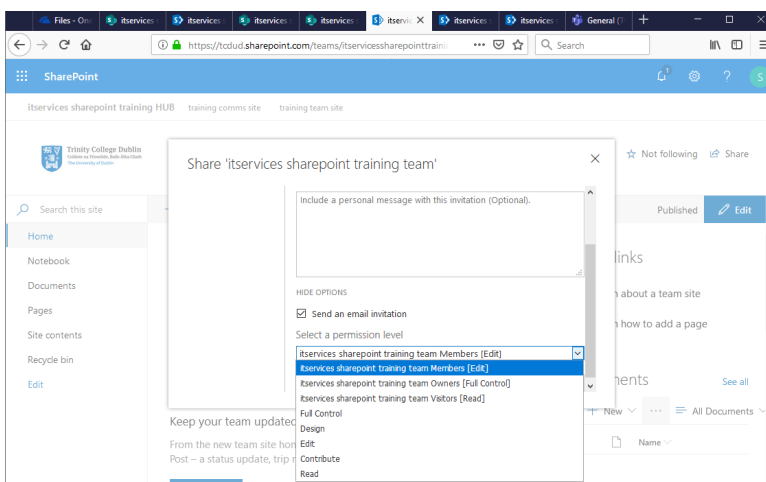 Files - One
itservices s
itservices s
itservices s
itservices s
itservic
itservices s
itservices s
General (T
https://tcdud.sharepoint.com/teams/itservicessharepointtraini
Search
SharePoint
1
?
S
itservices sharepoint training HUB training comms site training team site
Trinity College Dublin
The University of Dublin
Not following
Share
Share 'itservices sharepoint training team'
Search this site
Published
Edit
Home
Notebook
Documents
Pages
Site contents
Recycle bin
Edit
Include a personal message with this invitation (Optional).
HIDE OPTIONS
Send an email invitation
Select a permission level
itservices sharepoint training team Members [Edit]
itservices sharepoint training team Members [Edit]
itservices sharepoint training team Owners [Full Control]
itservices sharepoint training team Visitors [Read]
Full Control
Design
Edit
Contribute
Read
links
about a team site
how to add a page
ments
See all
New
All Documents
Name
Keep your team updated
From the new team site hom
Post – a status update, trip r